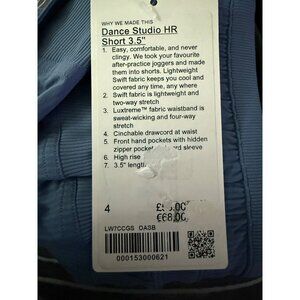 WHY WE MADE THIS
Dance Studio HR
Short 3.5"
1. Easy, comfortable, and never
clingy. We took your favourite
after-practice joggers and made
them into shorts. Lightweight
Swift fabric keeps you cool and
covered any time, any where
2. Swift fabric is lightweight and
two-way stretch
3. Luxtreme™ fabric waistband is
sweat-wicking and four-way
stretch
4. Cinchable drawcord at waist
5. Front hand pockets with hidden
zipper pocket sleeve
6. High rise
7. 3.5" length
4
€68.00
LW7CCGS OASB
000153000621